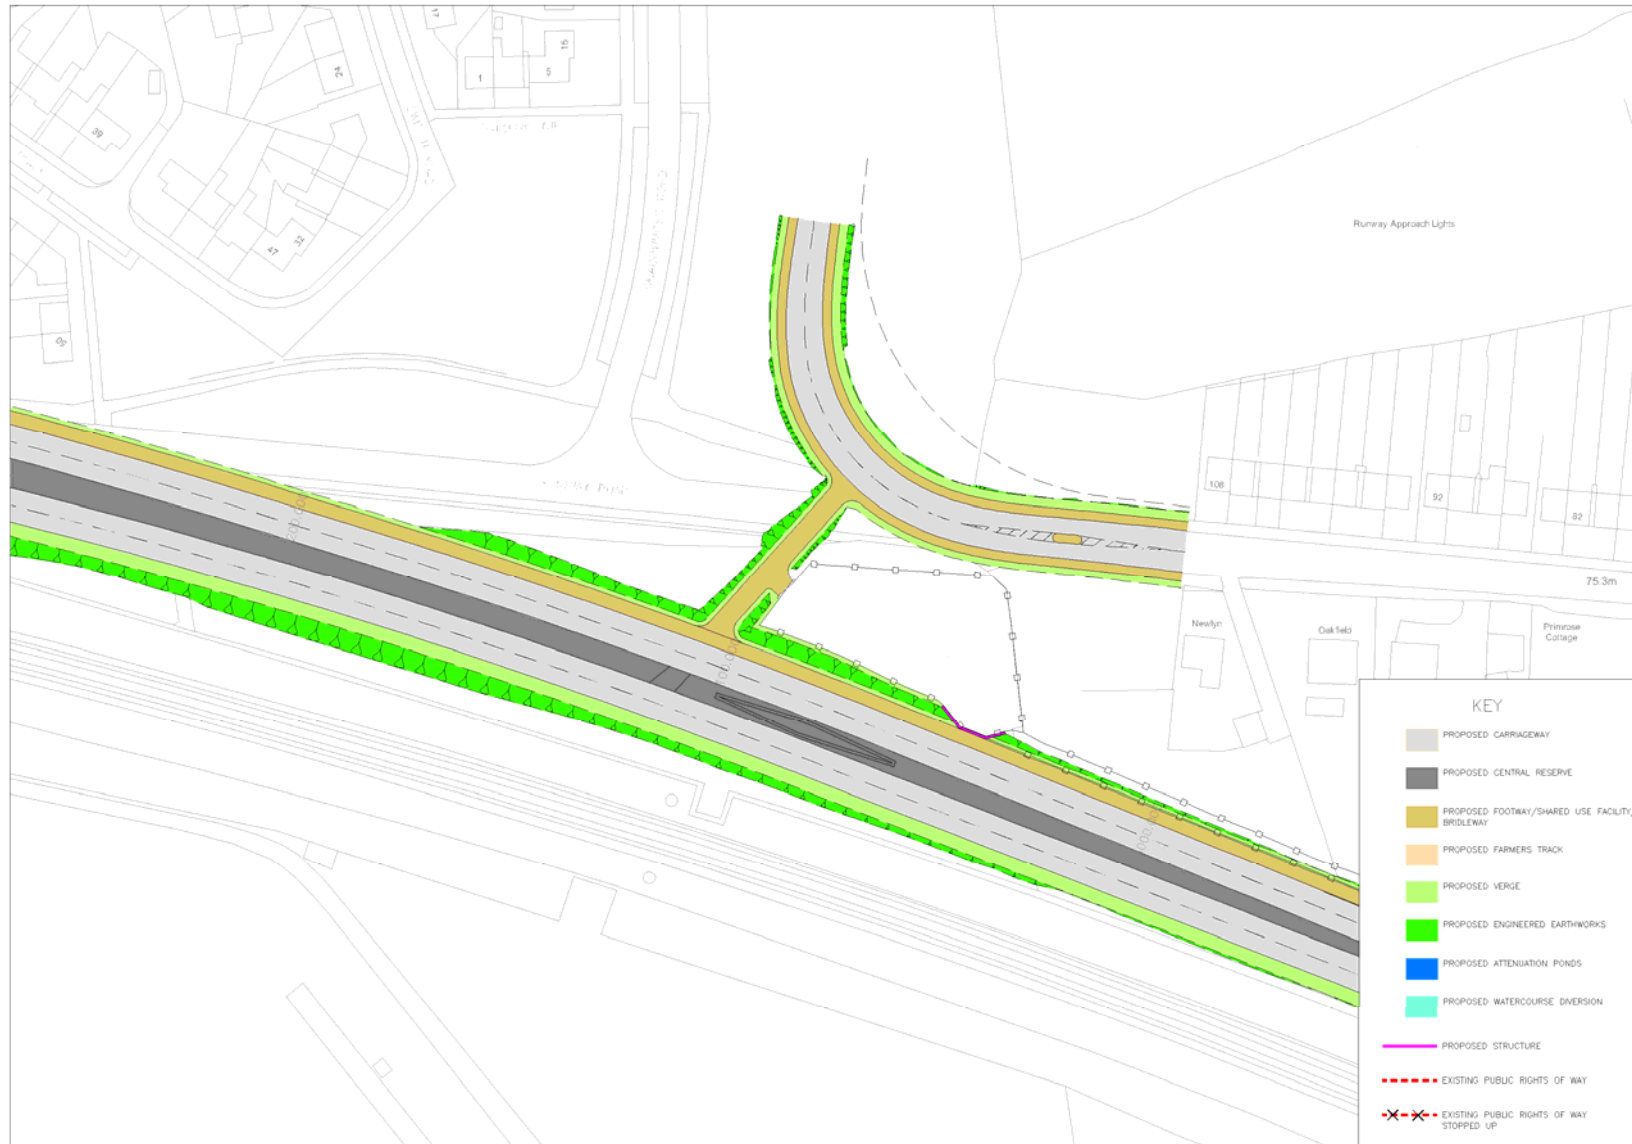 17
15
1
24
39
47
32
50
Runway Approach Lights
108
92
82
75.3m
Newlyn
Oakfield
Primrose
Cottage
KEY
PROPOSED CARRIAGEWAY
PROPOSED CENTRAL RESERVE
PROPOSED FOOTWAY/SHARED USE FACILITY/
BRIDLEWAY
PROPOSED FARMERS TRACK
PROPOSED VERGE
PROPOSED ENGINEERED EARTHWORKS
PROPOSED ATTENUATION PONDS
PROPOSED WATERCOURSE DIVERSION
PROPOSED STRUCTURE
EXISTING PUBLIC RIGHTS OF WAY
EXISTING PUBLIC RIGHTS OF WAY
STOPPED UP